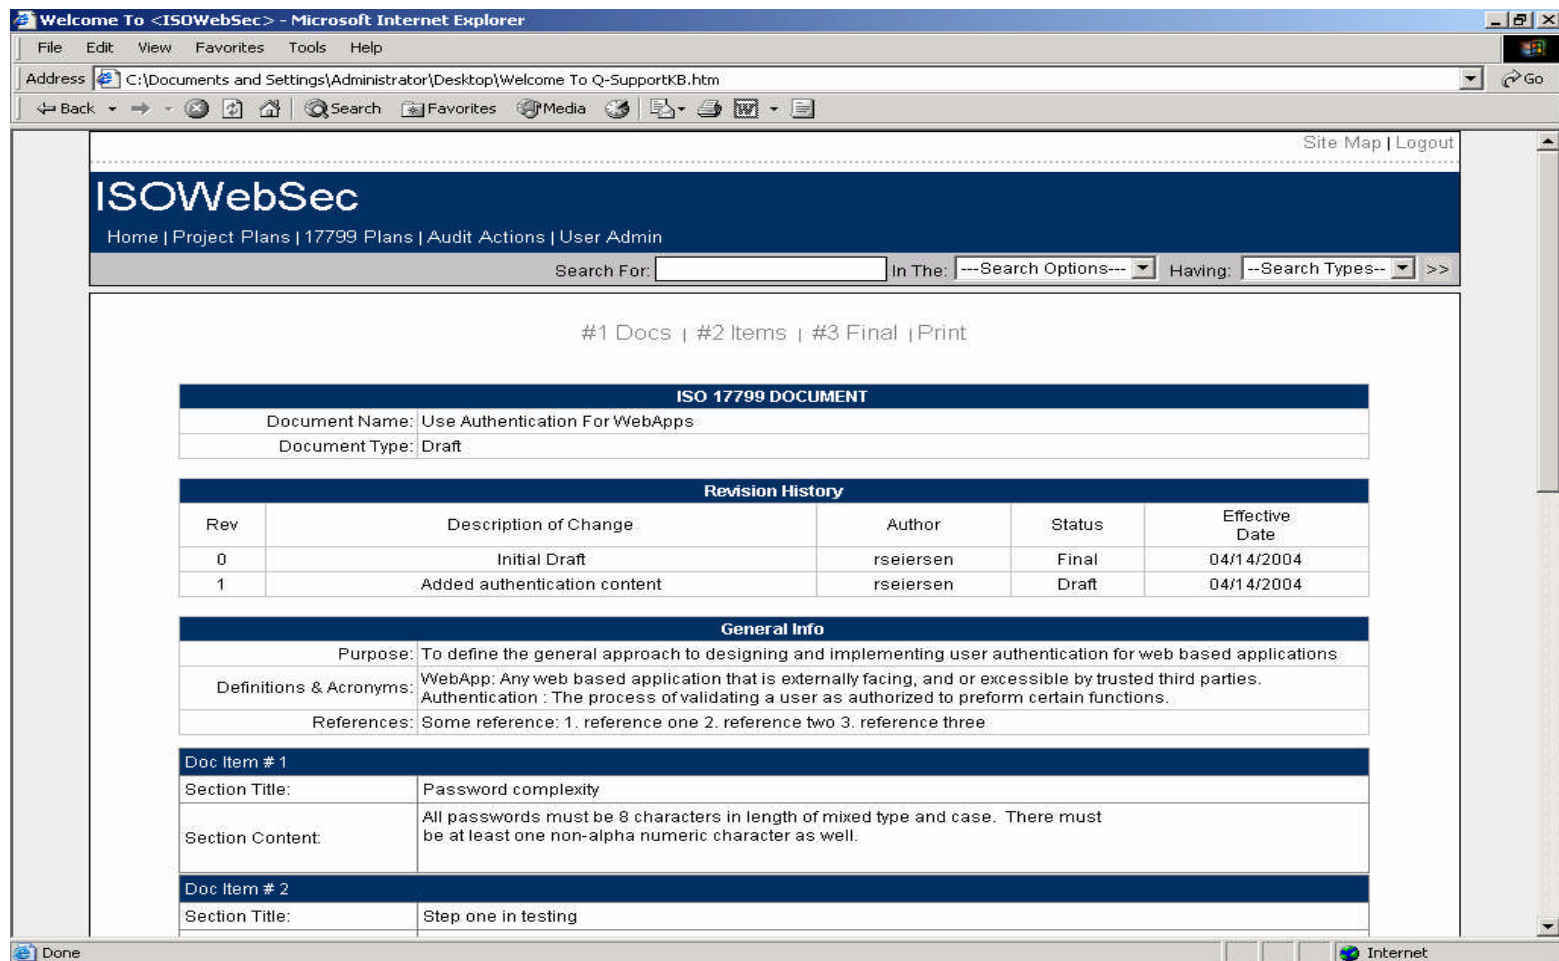 Welcome To <ISOWebSec> - Microsoft Internet Explorer
File Edit View Favorites Tools Help
Address C:\Documents and Settings\Administrator\Desktop\Welcome To Q-SupportKB.htm Go
Back Search Favorites Media
Site Map | Logout
ISOWebSec
Home | Project Plans | 17799 Plans | Audit Actions | User Admin
Search For: In The: ---Search Options--- Having: --Search Types-- >>
#1 Docs | #2 Items | #3 Final | Print
ISO 17799 DOCUMENT
Document Name: Use Authentication For WebApps
Document Type: Draft
Revision History
Rev Description of Change Author Status Effective Date
0 Initial Draft rseiersen Final 04/14/2004
1 Added authentication content rseiersen Draft 04/14/2004
General Info
Purpose: To define the general approach to designing and implementing user authentication for web based applications
Definitions & Acronyms: WebApp: Any web based application that is externally facing, and or excessible by trusted third parties.
Authentication : The process of validating a user as authorized to preform certain functions.
References: Some reference: 1. reference one 2. reference two 3. reference three
Doc Item # 1
Section Title: Password complexity
Section Content: All passwords must be 8 characters in length of mixed type and case. There must
be at least one non-alpha numeric character as well.
Doc Item # 2
Section Title: Step one in testing
Done Internet